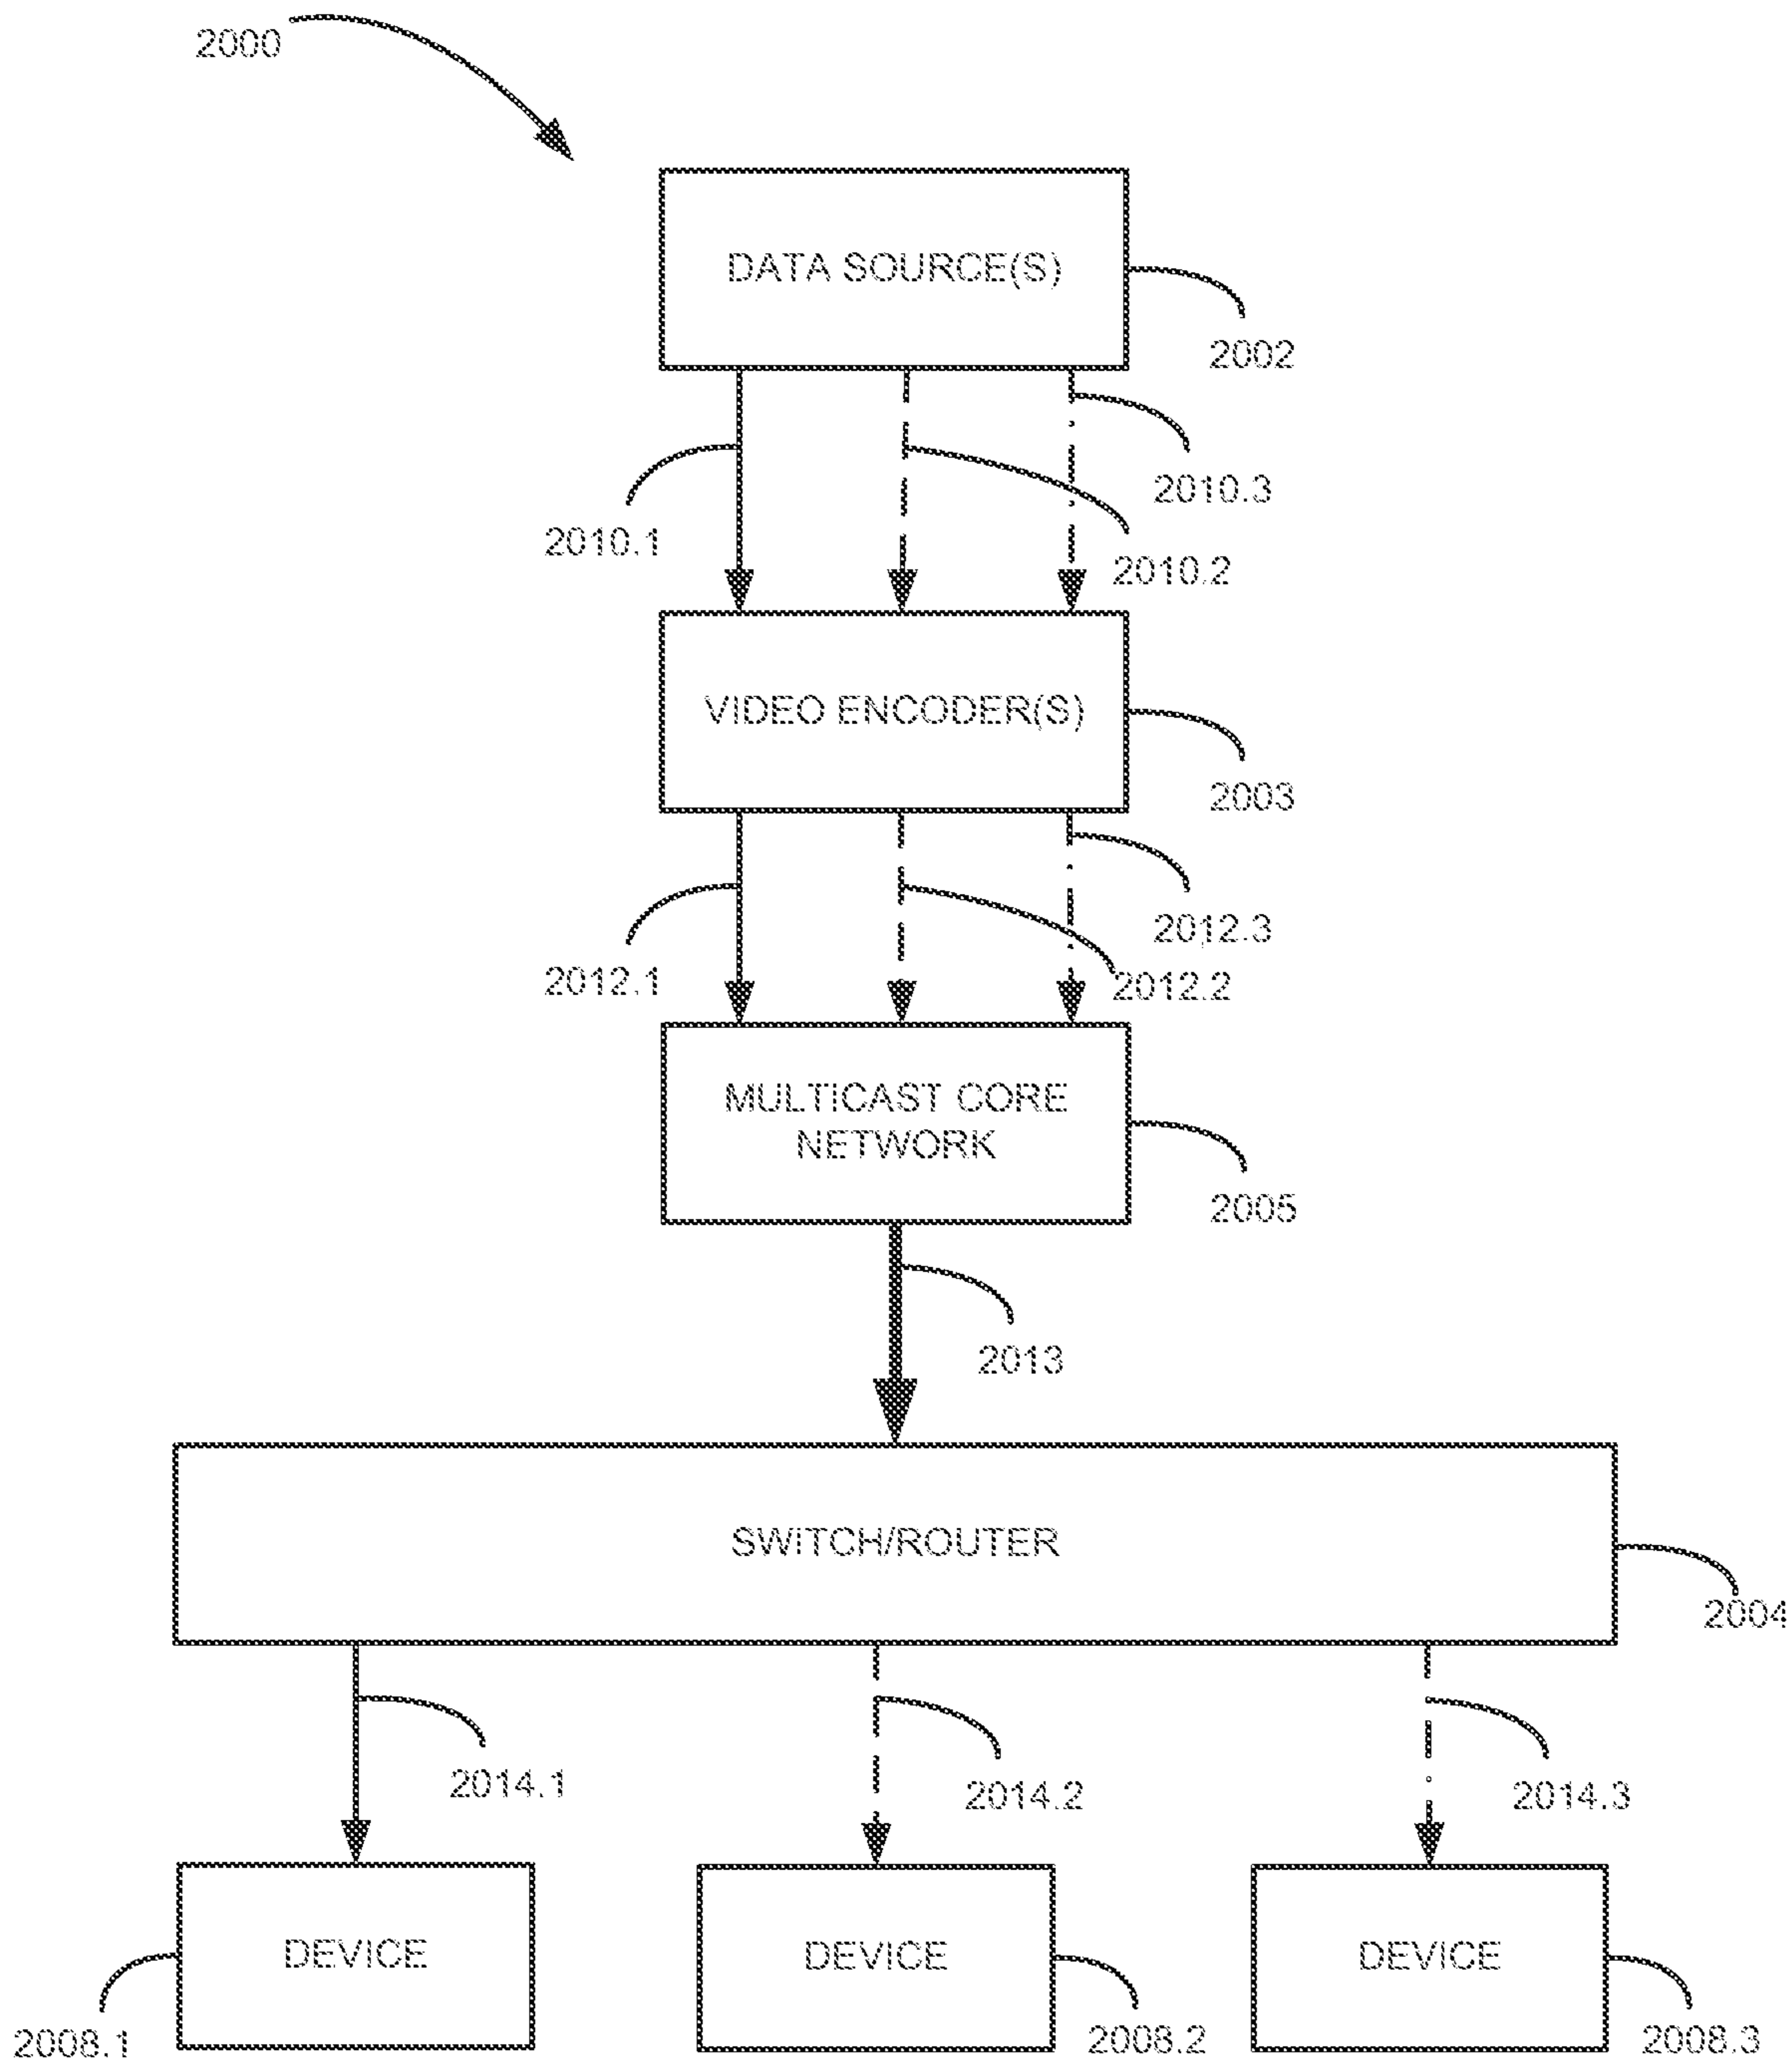 2000
DATA SOURCE(S)
2002
2010.1
2010.2
2010.3
VIDEO ENCODER(S)
2003
2012.1
2012.2
2012.3
MULTICAST CORE
NETWORK
2005
2013
SWITCH/ROUTER
2004
2014.1
2014.2
2014.3
DEVICE
DEVICE
DEVICE
2008.1
2008.2
2008.3